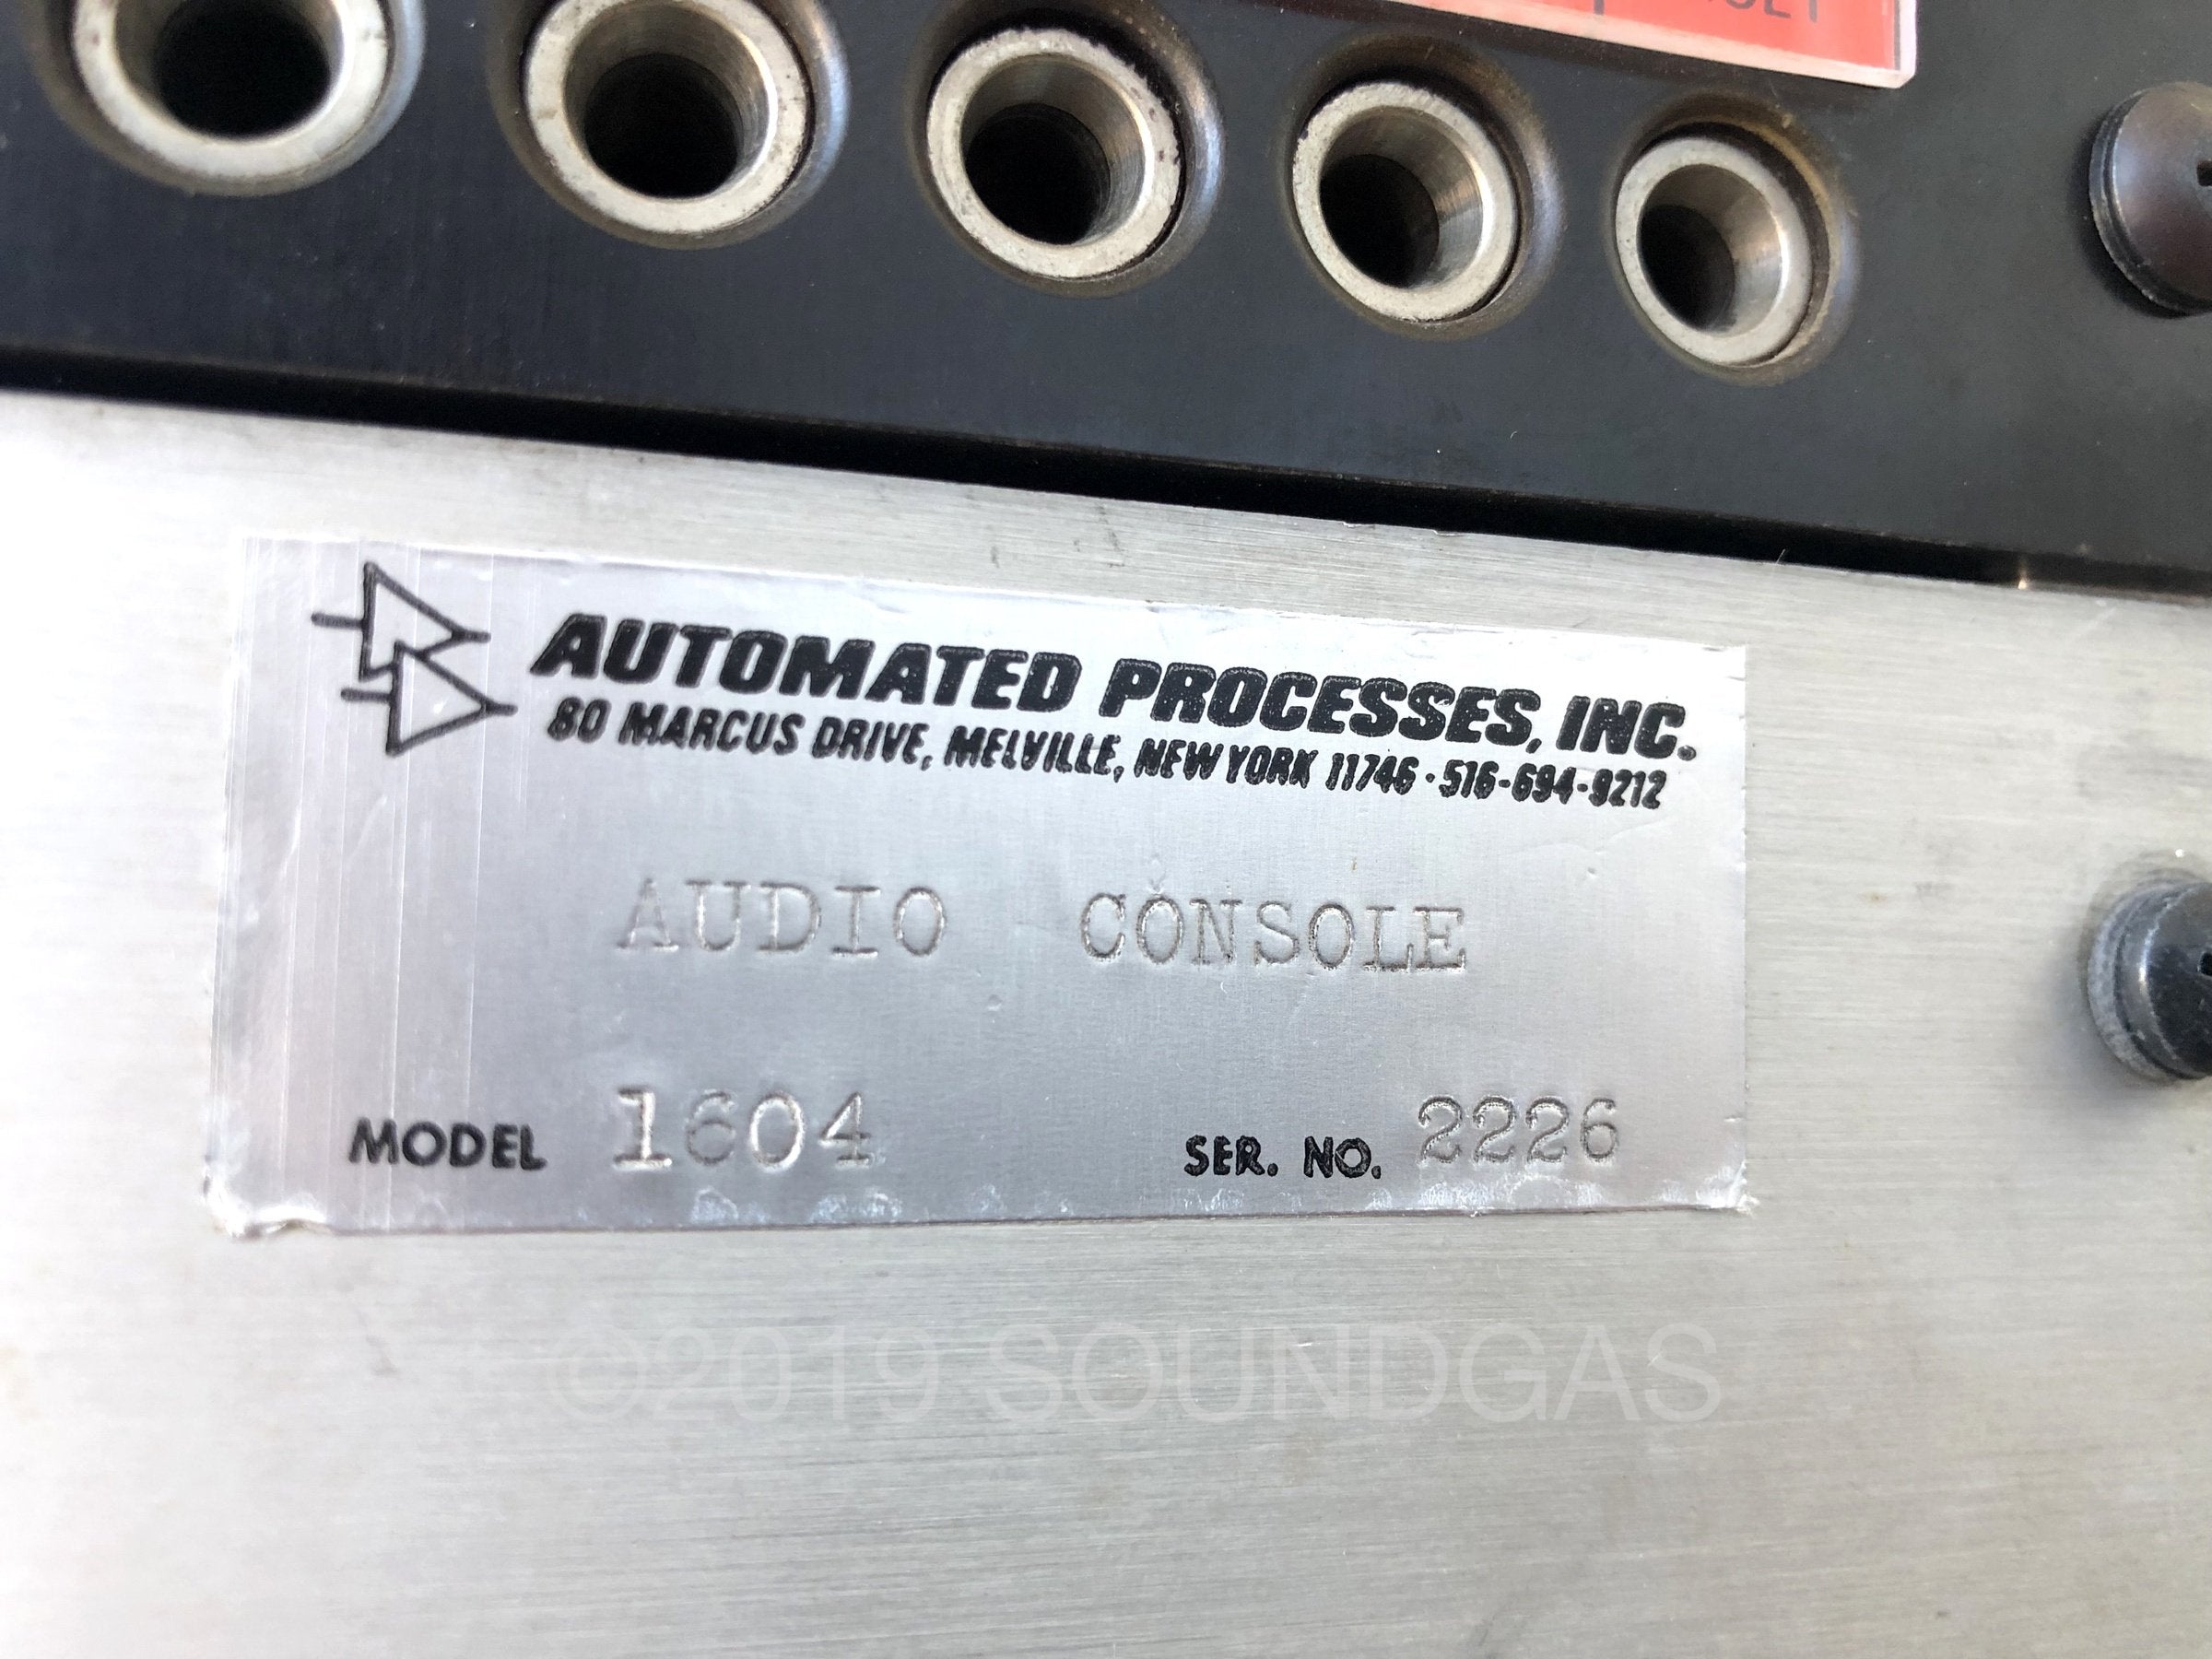 AUTOMATED PROCESSES, INC.
80 MARCUS DRIVE, MELVILLE, NEW YORK 11746 · 516-694-9212
AUDIO CONSOLE
MODEL 1604 SER. NO. 2226
©2019 SOUNDGAS